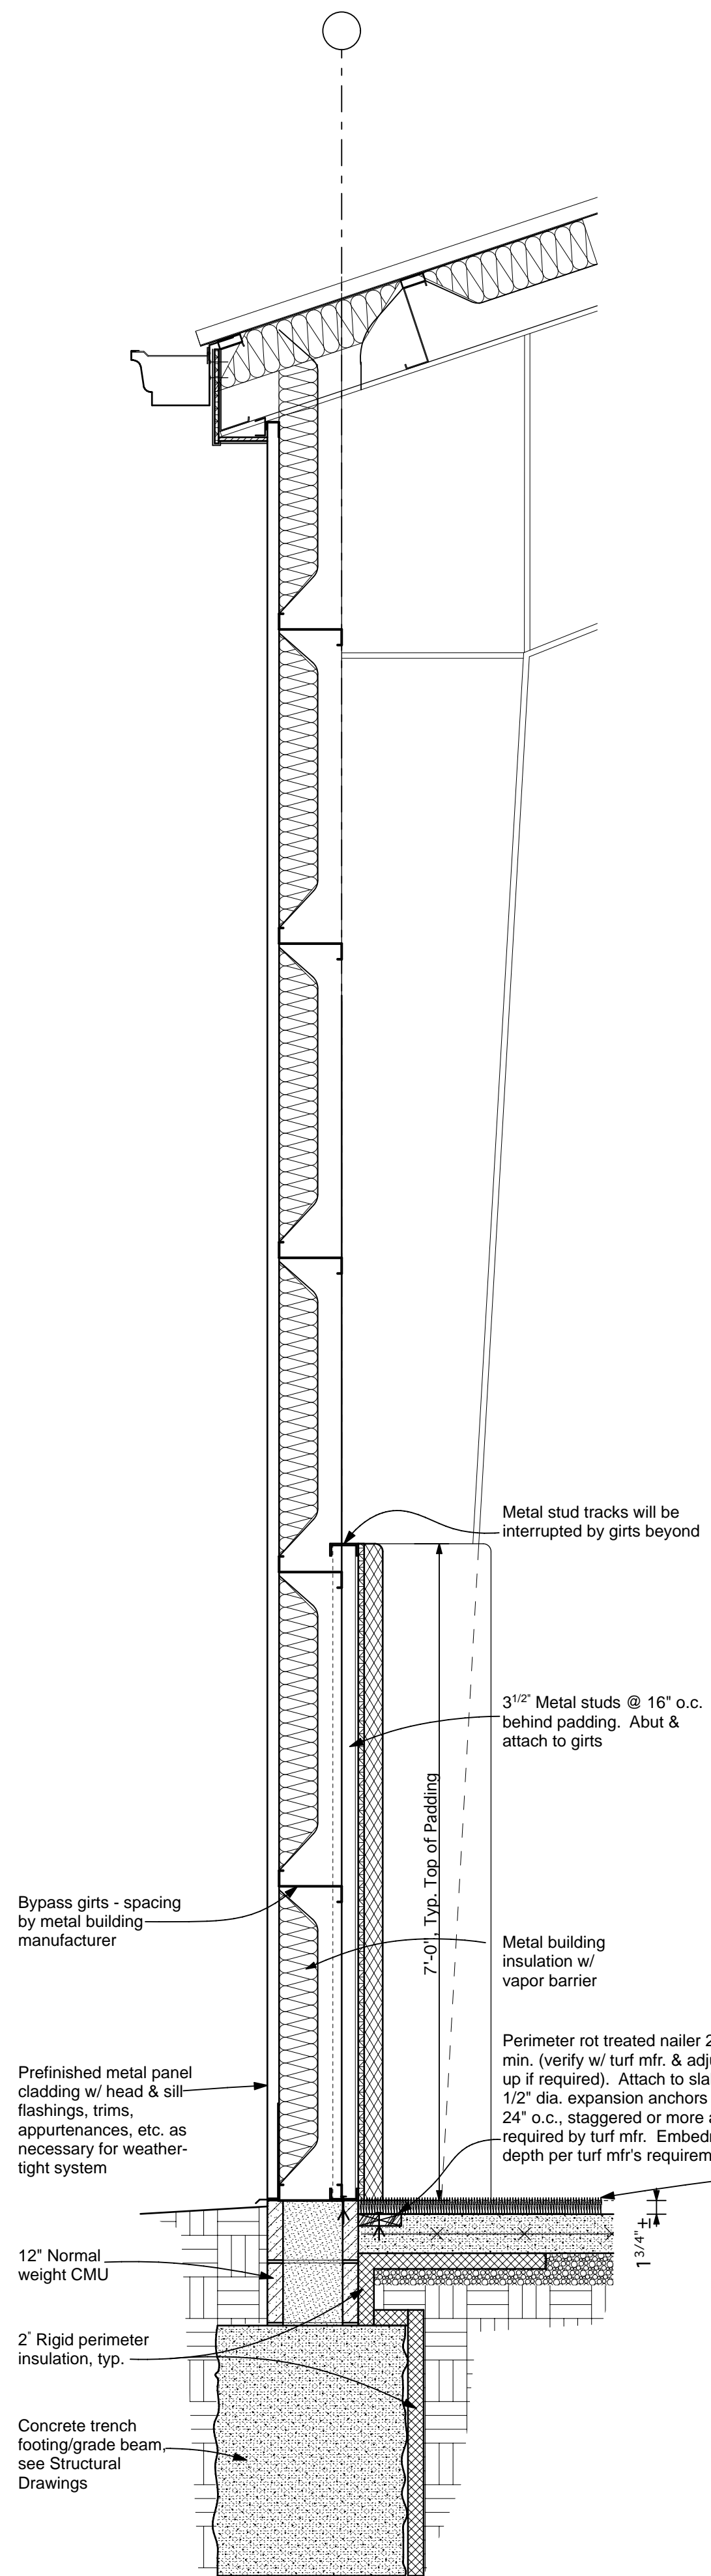 Metal stud tracks will be
interrupted by girts beyond
3 1/2" Metal studs @ 16" o.c.
behind padding. Abut &
attach to girts
7'-0", Typ. Top of Padding
Bypass girts - spacing
by metal building
manufacturer
Metal building
insulation w/
vapor barrier
Perimeter rot treated nailer 2
min. (verify w/ turf mfr. &
up if required). Attach to
1/2" dia. expansion anchors
24" o.c., staggered or more
required by turf mfr.
depth per turf mfr's
Prefinished metal panel
cladding w/ head & sill
flashings, trims,
appurtenances, etc. as
necessary for weather-
tight system
1 3/4"±
12" Normal
weight CMU
2" Rigid perimeter
insulation, typ.
Concrete trench
footing/grade beam,
see Structural
Drawings